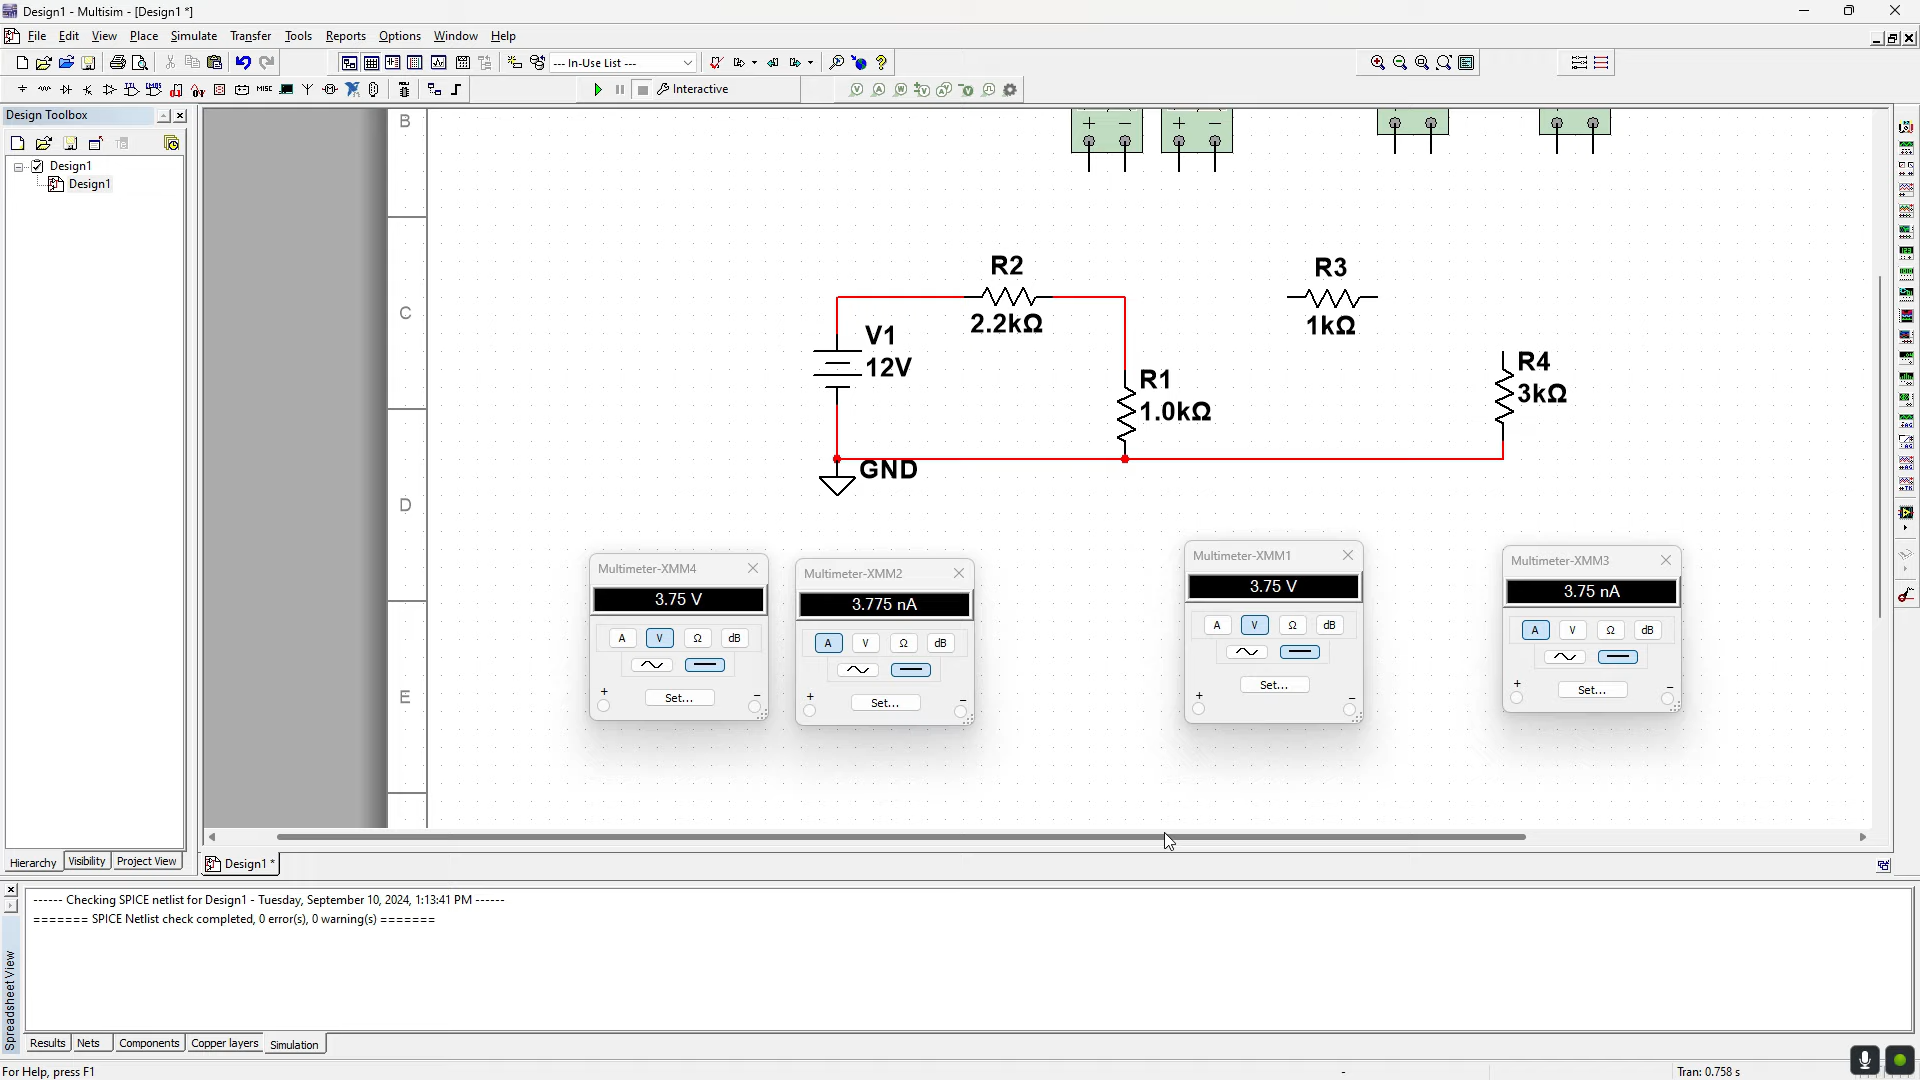 Design1 - Multisim - [Design1 *]
File Edit View Place Simulate Transfer Tools Reports Options Window Help
--- In-Use List ---
MISC
Interactive
Design Toolbox
Design1
Design1
B
C
D
E
+ − + −
R2
2.2kΩ
R3
1kΩ
V1
12V
R1
1.0kΩ
R4
3kΩ
GND
Multimeter-XMM4
3.75 V
A V Ω dB
Set...
+ −
Multimeter-XMM2
3.775 nA
A V Ω dB
Set...
+ −
Multimeter-XMM1
3.75 V
A V Ω dB
Set...
+ −
Multimeter-XMM3
3.75 nA
A V Ω dB
Set...
+ −
Hierarchy Visibility Project View
Design1 *
------ Checking SPICE netlist for Design1 - Tuesday, September 10, 2024, 1:13:41 PM ------
======= SPICE Netlist check completed, 0 error(s), 0 warning(s) =======
Spreadsheet View
Results Nets Components Copper layers Simulation
For Help, press F1
-
Tran: 0.758 s